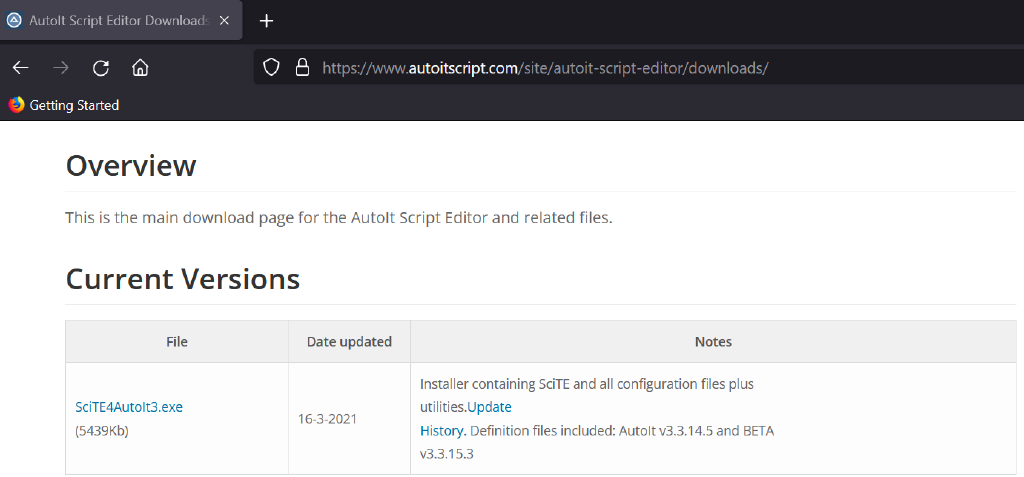 AutoIt Script Editor Downloads
https://www.autoitscript.com/site/autoit-script-editor/downloads/
Getting Started
Overview
This is the main download page for the AutoIt Script Editor and related files.
Current Versions
File Date updated Notes
SciTE4AutoIt3.exe
(5439Kb)
16-3-2021
Installer containing SciTE and all configuration files plus
utilities.Update
History. Definition files included: AutoIt v3.3.14.5 and BETA
v3.3.15.3